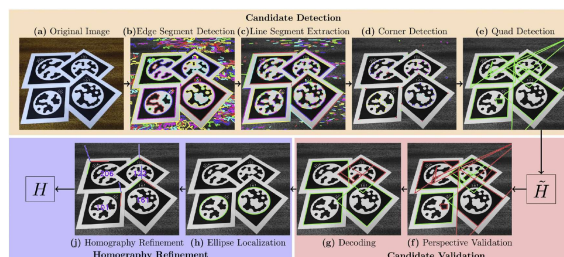 Candidate Detection
(a) Original Image (b)Edge Segment Detection (c)Line Segment Extraction (d) Corner Detection (e) Quad Detection
H H̃
(j) Homography Refinement (h) Ellipse Localization (g) Decoding (f) Perspective Validation
Homography Refinement Candidate Validation